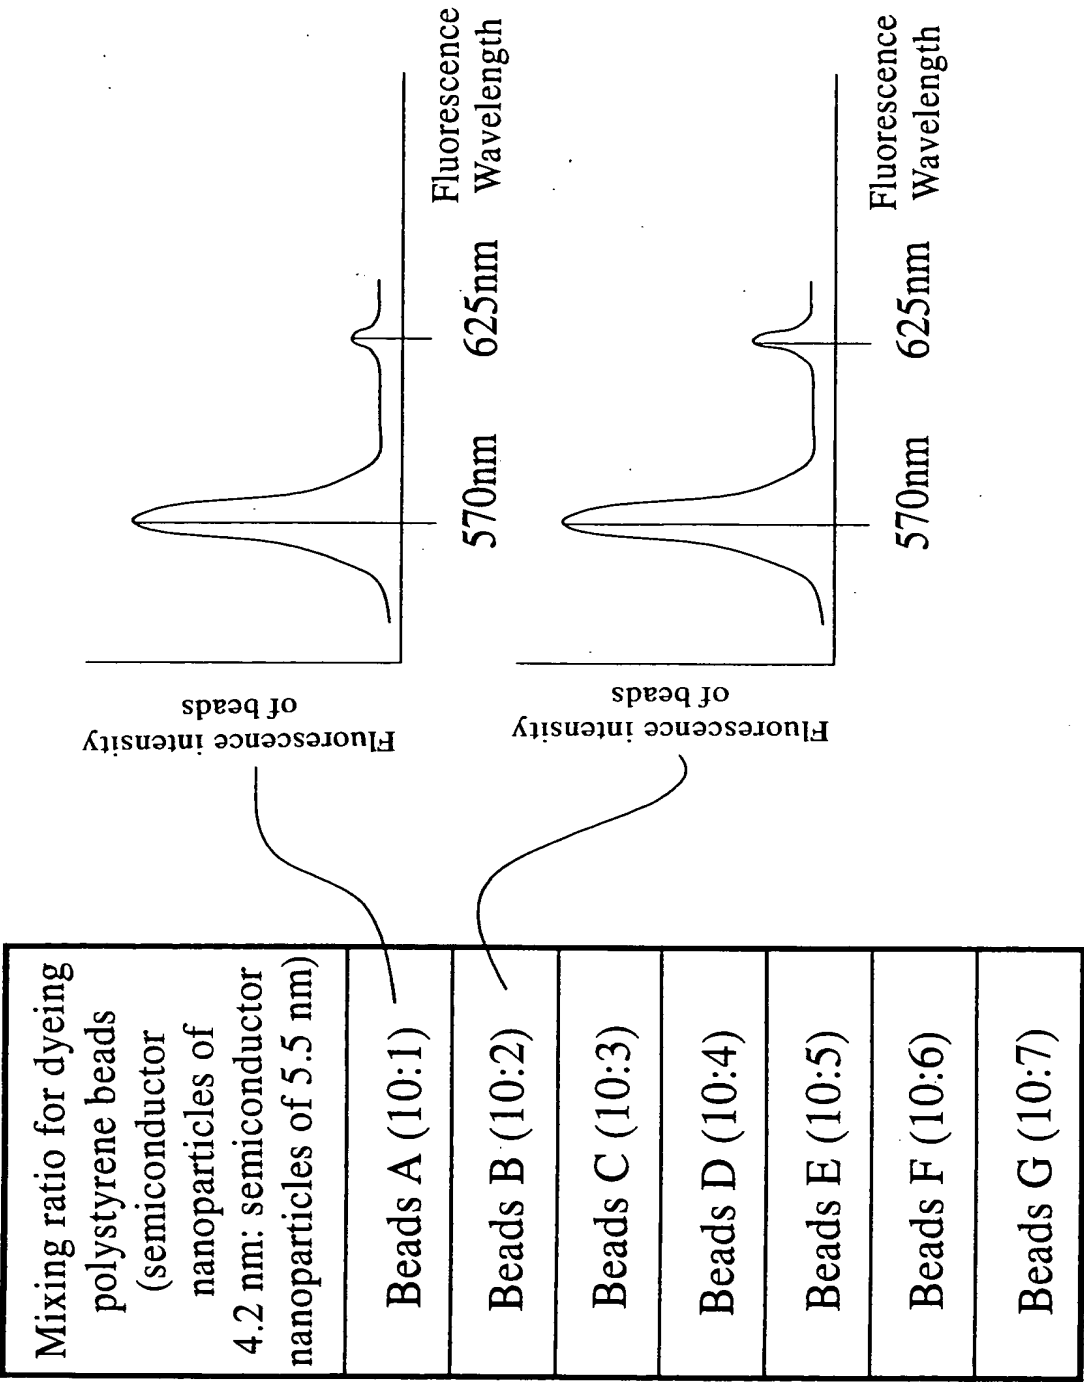 Mixing ratio for dyeing
polystyrene beads
(semiconductor
nanoparticles of
4.2 nm: semiconductor
nanoparticles of 5.5 nm)
Beads A (10:1)
Beads B (10:2)
Beads C (10:3)
Beads D (10:4)
Beads E (10:5)
Beads F (10:6)
Beads G (10:7)
Fluorescence intensity
of beads
570nm
625nm
Fluorescence
Wavelength
Fluorescence intensity
of beads
570nm
625nm
Fluorescence
Wavelength